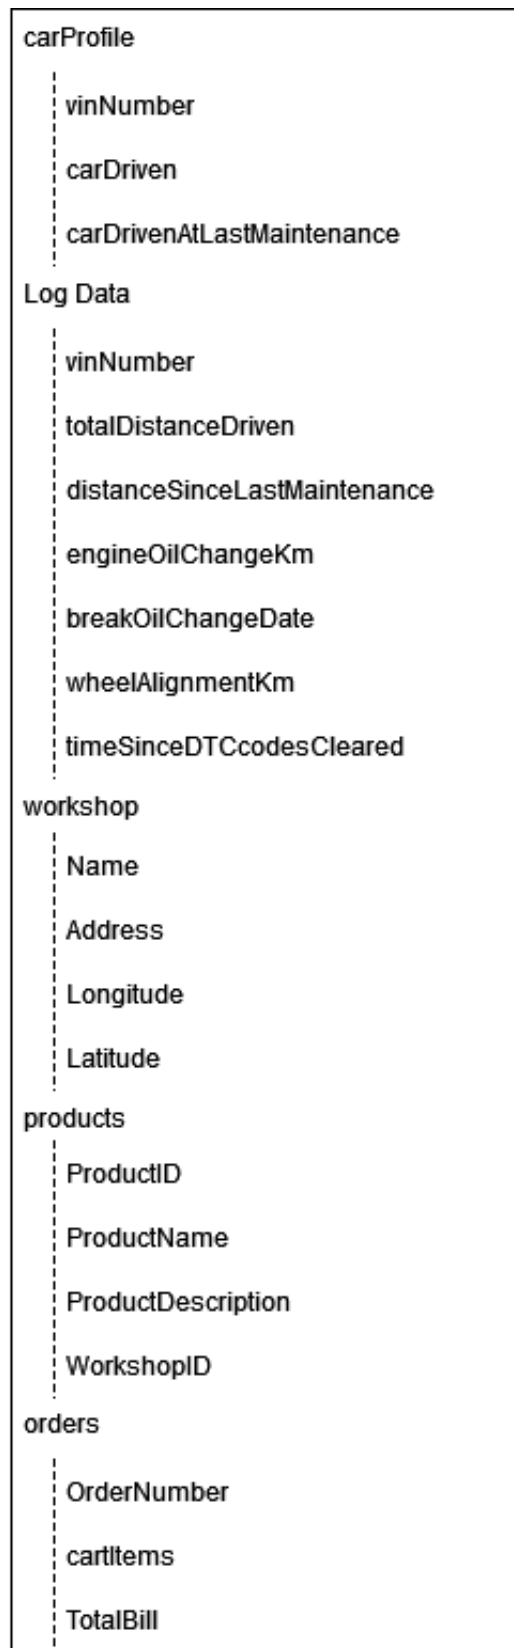 carProfile
vinNumber
carDriven
carDrivenAtLastMaintenance
Log Data
vinNumber
totalDistanceDriven
distanceSinceLastMaintenance
engineOilChangeKm
breakOilChangeDate
wheelAlignmentKm
timeSinceDTCcodesCleared
workshop
Name
Address
Longitude
Latitude
products
ProductID
ProductName
ProductDescription
WorkshopID
orders
OrderNumber
cartItems
TotalBill